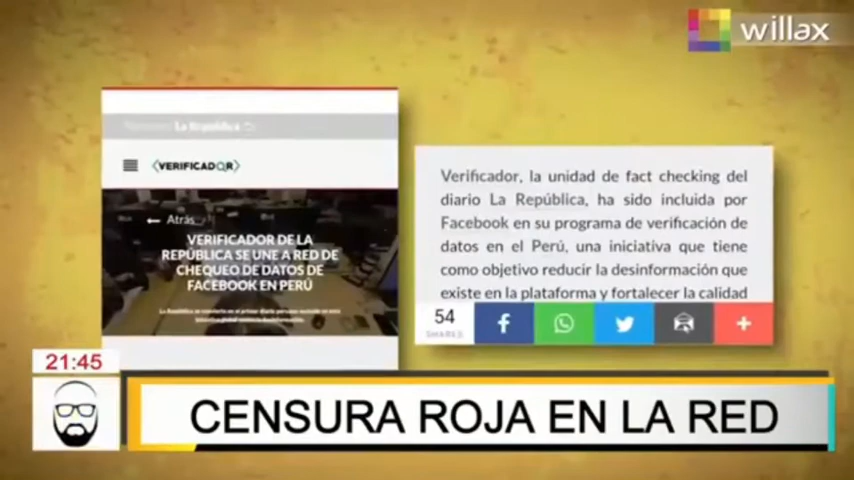 willax
La República
VERIFICADOR
Atrás
VERIFICADOR DE LA
REPÚBLICA SE UNE A RED DE
CHEQUEO DE DATOS DE
FACEBOOK EN PERÚ
Verificador, la unidad de fact checking del
diario La República, ha sido incluida por
Facebook en su programa de verificación de
datos en el Perú, una iniciativa que tiene
como objetivo reducir la desinformación que
existe en la plataforma y fortalecer la calidad
54
SHARES
21:45
CENSURA ROJA EN LA RED